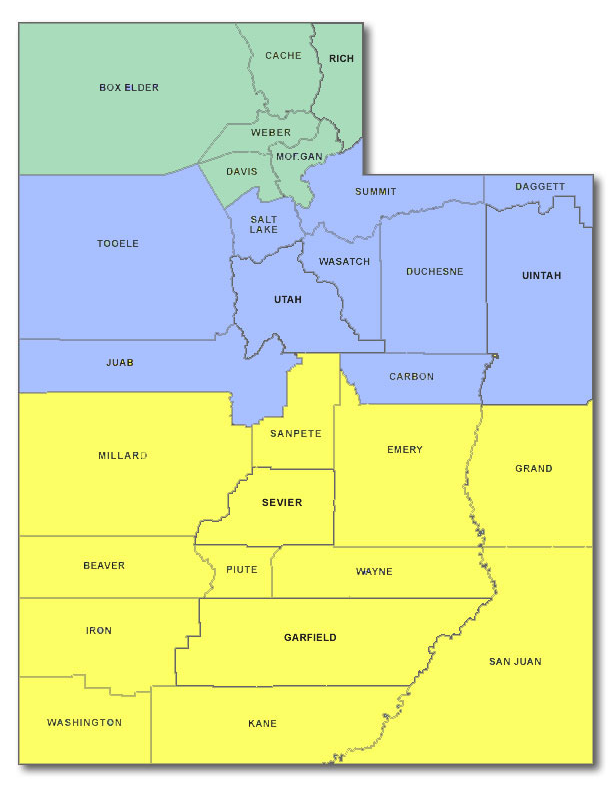 CACHE
RICH
BOX ELDER
WEBER
MORGAN
DAVIS
SUMMIT
DAGGETT
SALT
LAKE
TOOELE
WASATCH
DUCHESNE
UINTAH
UTAH
JUAB
CARBON
SANPETE
EMERY
MILLARD
GRAND
SEVIER
BEAVER
PIUTE
WAYNE
IRON
GARFIELD
SAN JUAN
WASHINGTON
KANE